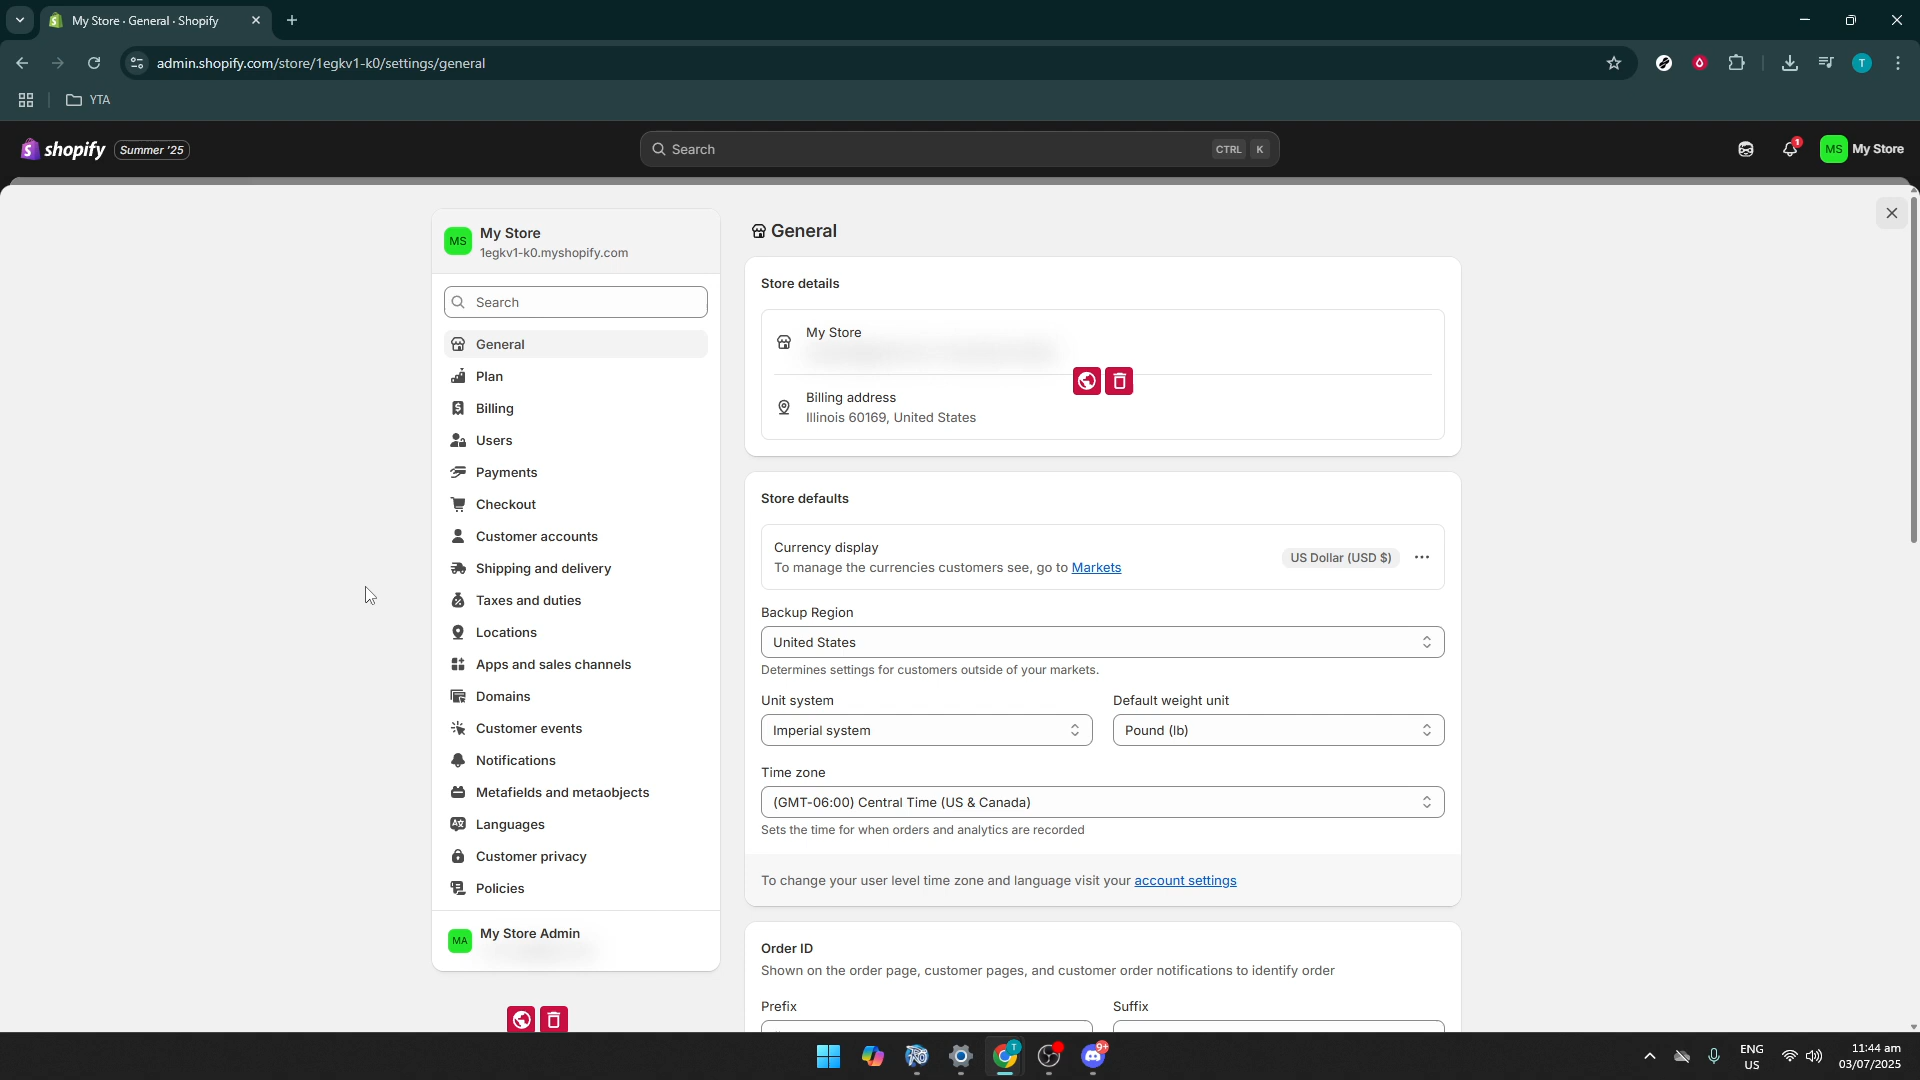 My Store · General · Shopify
admin.shopify.com/store/1egkv1-k0/settings/general
T
YTA
shopify
Summer '25
Search
CTRL K
1
MS
My Store
MS
My Store
1egkv1-k0.myshopify.com
Search
General
Plan
Billing
Users
Payments
Checkout
Customer accounts
Shipping and delivery
Taxes and duties
Locations
Apps and sales channels
Domains
Customer events
Notifications
Metafields and metaobjects
Languages
Customer privacy
Policies
MA
My Store Admin
General
Store details
My Store
Billing address
Illinois 60169, United States
Store defaults
Currency display
To manage the currencies customers see, go to Markets
US Dollar (USD $)
Backup Region
United States
Determines settings for customers outside of your markets.
Unit system
Default weight unit
Imperial system
Pound (lb)
Time zone
(GMT-06:00) Central Time (US & Canada)
Sets the time for when orders and analytics are recorded
To change your user level time zone and language visit your account settings
Order ID
Shown on the order page, customer pages, and customer order notifications to identify order
Prefix
Suffix
T
9+
ENG
US
11:44 am
03/07/2025